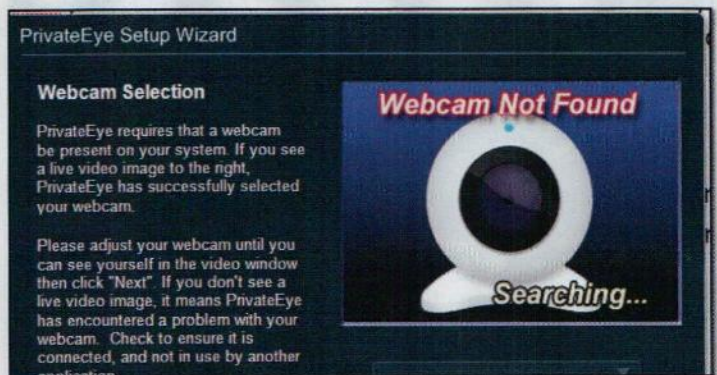 PrivateEye Setup Wizard
Webcam Selection
PrivateEye requires that a webcam
be present on your system. If you see
a live video image to the right,
PrivateEye has successfully selected
your webcam.
Please adjust your webcam until you
can see yourself in the video window
then click "Next". If you don't see a
live video image, it means PrivateEye
has encountered a problem with your
webcam. Check to ensure it is
connected, and not in use by another
Webcam Not Found
Searching...